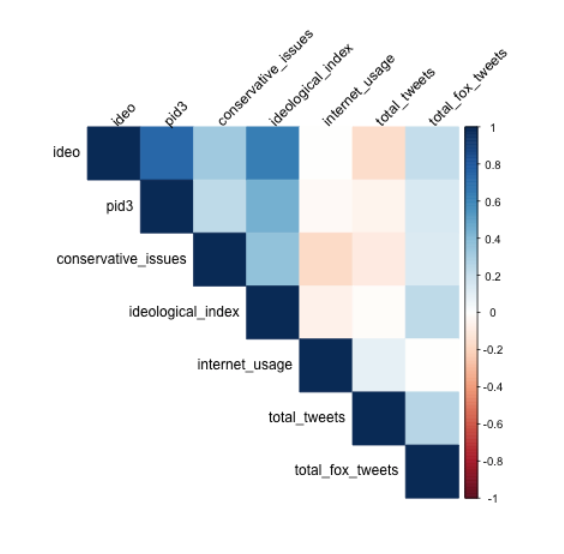 ideo
pid3
conservative_issues
ideological_index
internet_usage
total_tweets
total_fox_tweets
ideo
pid3
conservative_issues
ideological_index
internet_usage
total_tweets
total_fox_tweets
1
0.8
0.6
0.4
0.2
0
-0.2
-0.4
-0.6
-0.8
-1